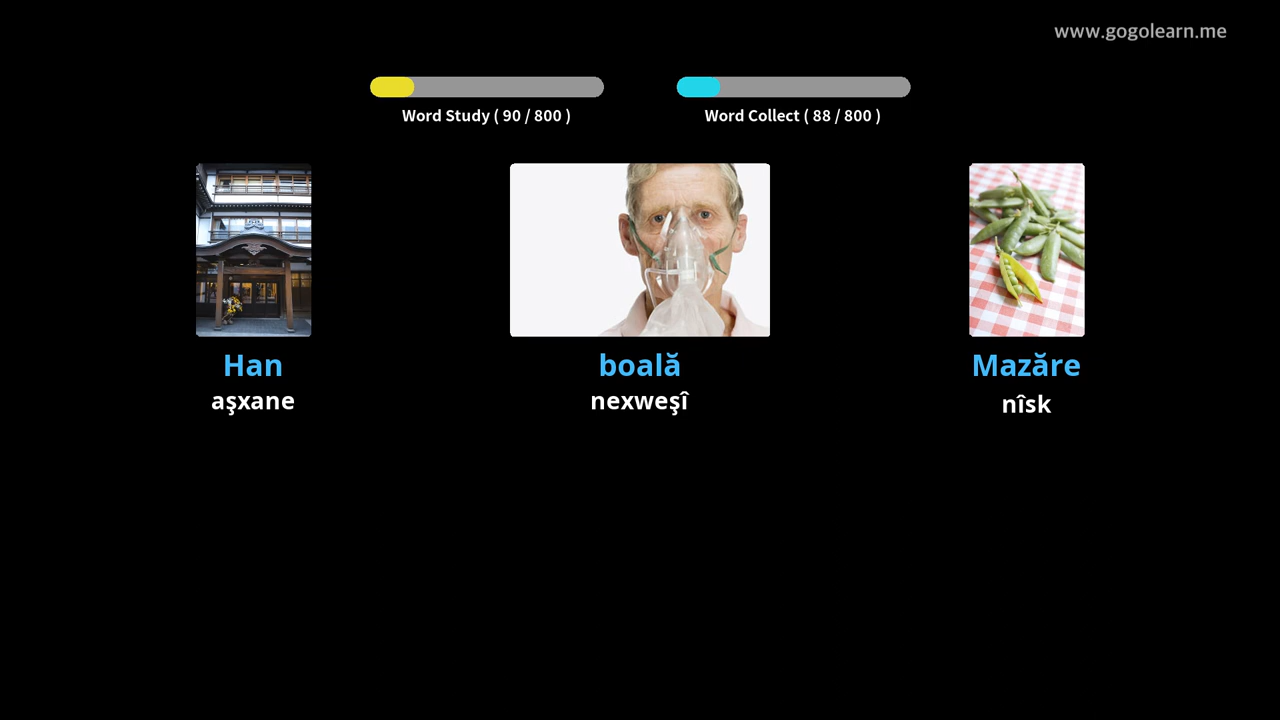 www.gogolearn.me
Word Study ( 90 / 800 )
Word Collect ( 88 / 800 )
Han
aşxane
boală
nexweşî
Mazăre
nîsk